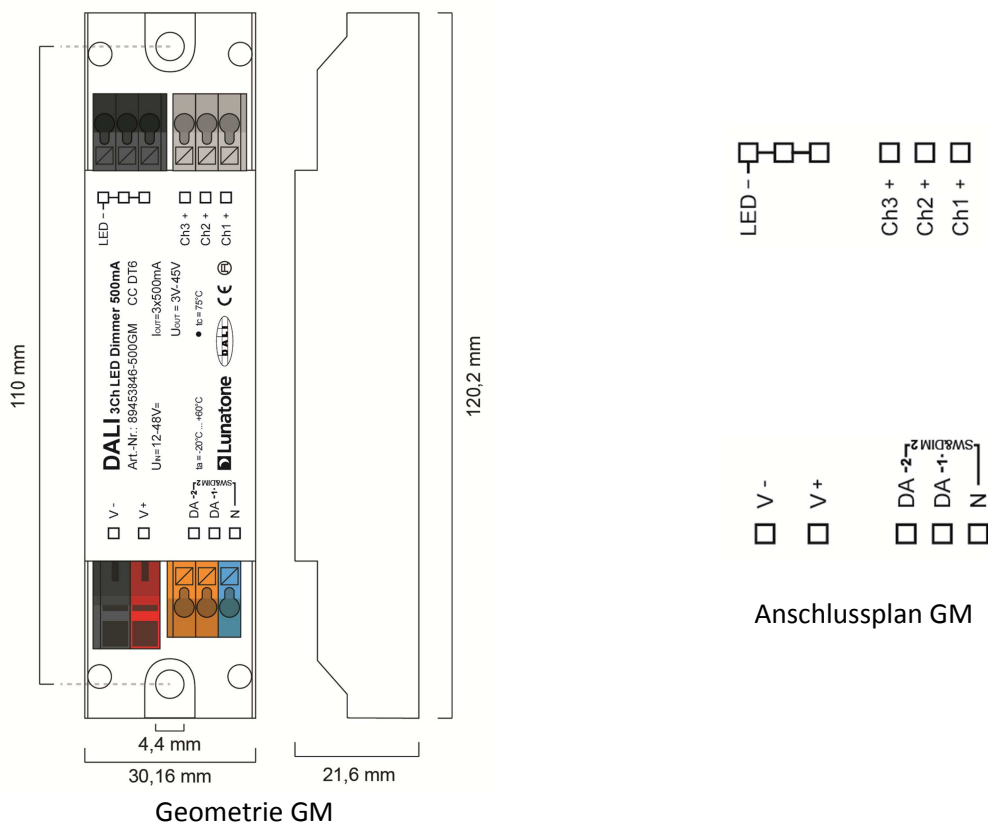 LED -
Ch3 +
Ch2 +
Ch1 +
DALI 3Ch LED Dimmer 500mA
Art.-Nr.: 89453846-500GM CC DT6
UIN=12-48V= IOUT=3x500mA
UOUT = 3V-45V
ta = -20°C ... +60°C • tc = 75°C
Lunatone DALI CE
V -
V +
DA -2-
DA -1-
N
SW&DIM 2
110 mm
120,2 mm
4,4 mm
30,16 mm
21,6 mm
Geometrie GM
LED -
Ch3 +
Ch2 +
Ch1 +
V -
V +
DA -2-
DA -1-
N
SW&DIM 2
Anschlussplan GM